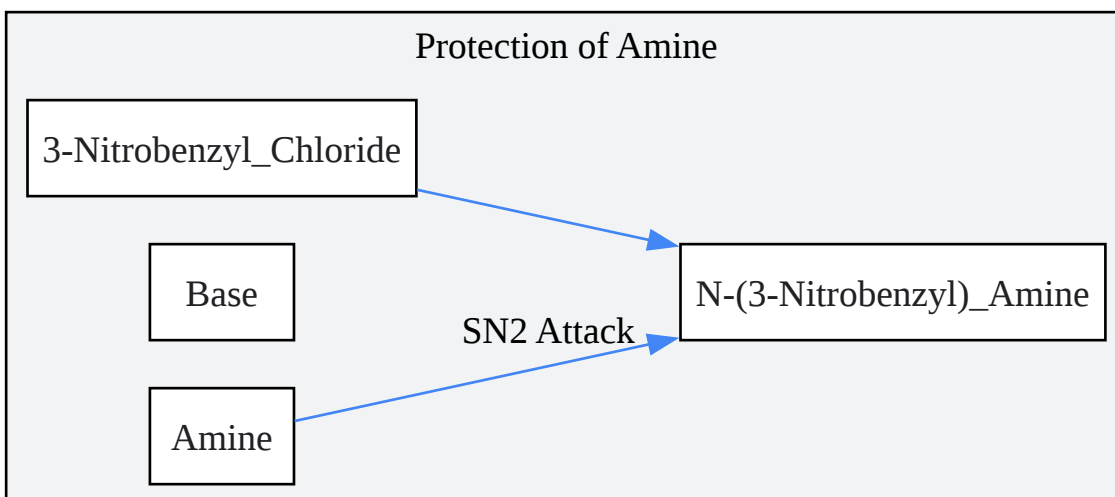 Protection of Amine
3-Nitrobenzyl_Chloride
Base
N-(3-Nitrobenzyl)_Amine
SN2 Attack
Amine